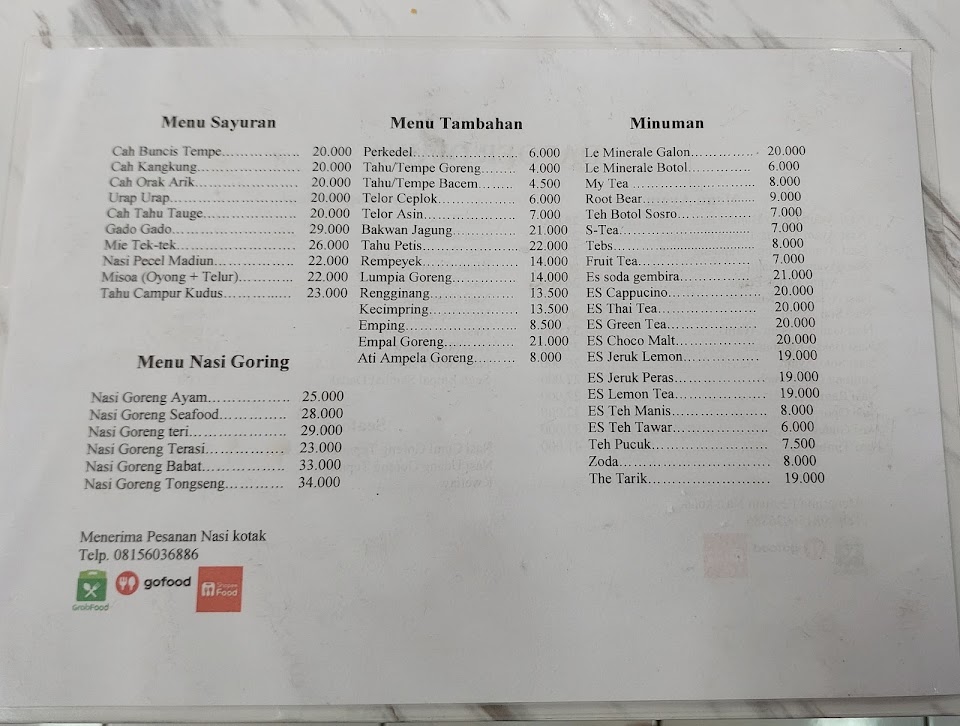 Menu Sayuran
Cah Buncis Tempe.................. 20.000
Cah Kangkung........................ 20.000
Cah Orak Arik........................ 20.000
Urap Urap.............................. 20.000
Cah Tahu Tauge...................... 20.000
Gado Gado............................. 29.000
Mie Tek-tek............................ 26.000
Nasi Pecel Madiun................... 22.000
Misoa (Oyong + Telur)............. 22.000
Tahu Campur Kudus................ 23.000
Menu Nasi Goring
Nasi Goreng Ayam................... 25.000
Nasi Goreng Seafood................ 28.000
Nasi Goreng teri...................... 29.000
Nasi Goreng Terasi.................. 23.000
Nasi Goreng Babat................... 33.000
Nasi Goreng Tongseng.............. 34.000
Menu Tambahan
Perkedel........................ 6.000
Tahu/Tempe Goreng......... 4.000
Tahu/Tempe Bacem.......... 4.500
Telor Ceplok................... 6.000
Telor Asin...................... 7.000
Bakwan Jagung............... 21.000
Tahu Petis...................... 22.000
Rempeyek...................... 14.000
Lumpia Goreng............... 14.000
Rengginang.................... 13.500
Kecimpring..................... 13.500
Emping.......................... 8.500
Empal Goreng................. 21.000
Ati Ampela Goreng.......... 8.000
Minuman
Le Minerale Galon............... 20.000
Le Minerale Botol................ 6.000
My Tea .............................. 8.000
Root Bear........................... 9.000
Teh Botol Sosro................... 7.000
S-Tea................................. 7.000
Tebs.................................. 8.000
Fruit Tea............................ 7.000
Es soda gembira.................. 21.000
ES Cappucino...................... 20.000
ES Thai Tea........................ 20.000
ES Green Tea...................... 20.000
ES Choco Malt..................... 20.000
ES Jeruk Lemon................... 19.000
ES Jeruk Peras.................... 19.000
ES Lemon Tea..................... 19.000
ES Teh Manis...................... 8.000
ES Teh Tawar...................... 6.000
Teh Pucuk........................... 7.500
Zoda.................................. 8.000
The Tarik............................ 19.000
Menerima Pesanan Nasi kotak
Telp. 08156036886
GrabFood
gofood
Shopee
Food